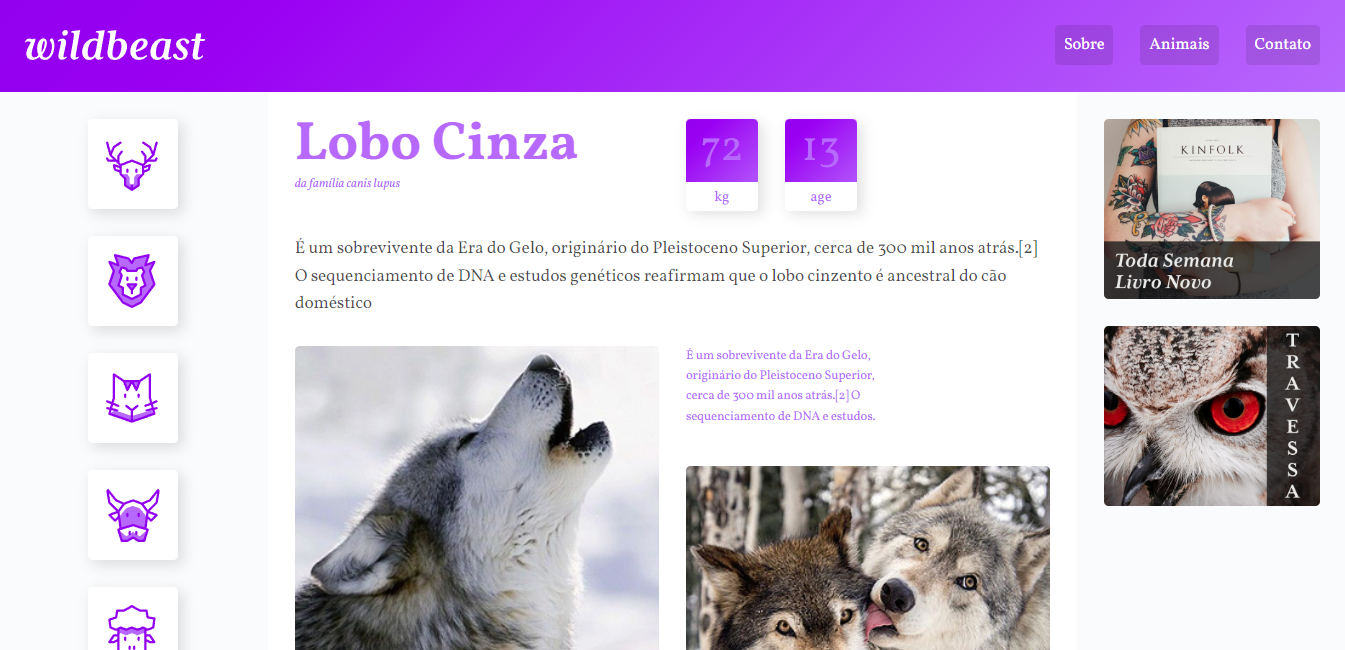 wildbeast
Sobre
Animais
Contato
Lobo Cinza
da família canis lupus
72
kg
13
age
É um sobrevivente da Era do Gelo, originário do Pleistoceno Superior, cerca de 300 mil anos atrás.[2]
O sequenciamento de DNA e estudos genéticos reafirmam que o lobo cinzento é ancestral do cão
doméstico
É um sobrevivente da Era do Gelo,
originário do Pleistoceno Superior,
cerca de 300 mil anos atrás.[2] O
sequenciamento de DNA e estudos.
KINFOLK
Toda Semana
Livro Novo
TRAVESSA